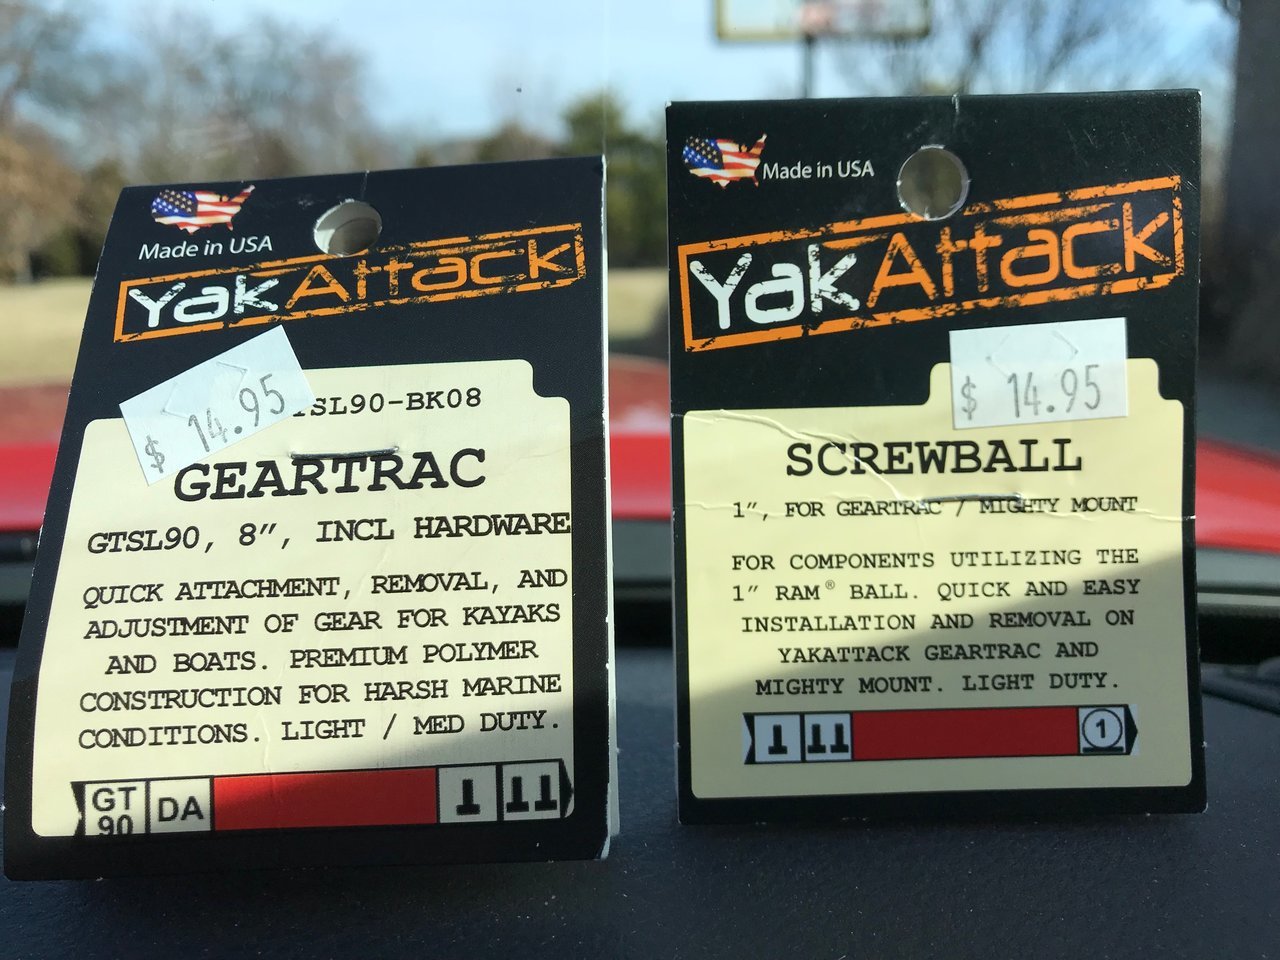 Made in USA
YakAttack
$ 14.95
TSL90-BK08
GEARTRAC
GTSL90, 8", INCL HARDWARE
QUICK ATTACHMENT, REMOVAL, AND
ADJUSTMENT OF GEAR FOR KAYAKS
AND BOATS. PREMIUM POLYMER
CONSTRUCTION FOR HARSH MARINE
CONDITIONS. LIGHT / MED DUTY.
GT
90
DA
Made in USA
YakAttack
$ 14.95
SCREWBALL
1", FOR GEARTRAC / MIGHTY MOUNT
FOR COMPONENTS UTILIZING THE
1" RAM® BALL. QUICK AND EASY
INSTALLATION AND REMOVAL ON
YAKATTACK GEARTRAC AND
MIGHTY MOUNT. LIGHT DUTY.
1